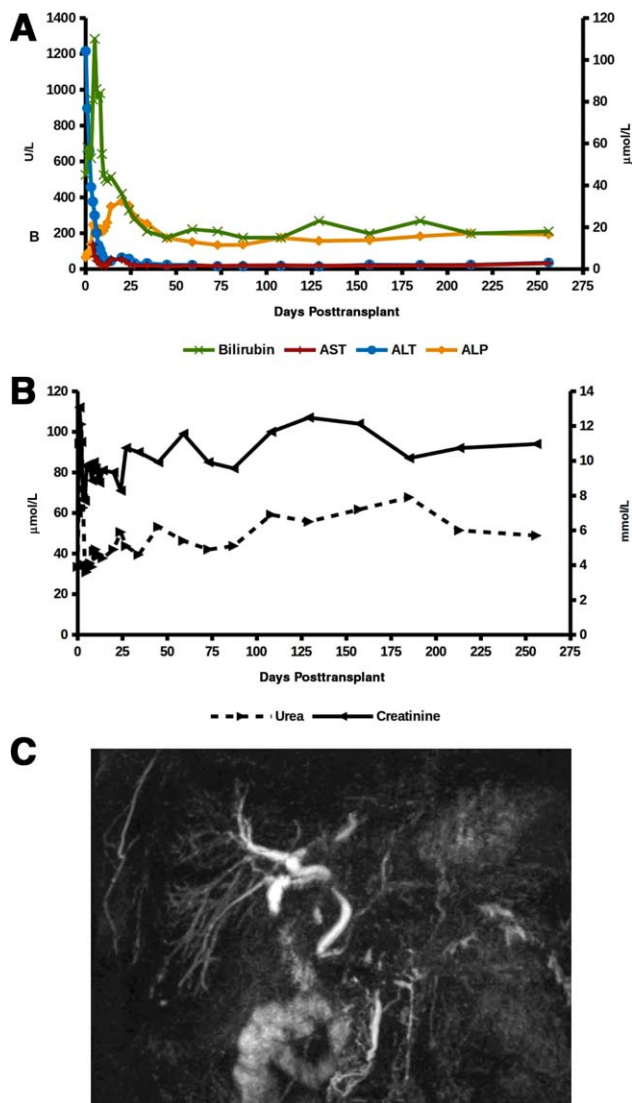 A
1400
1200
1000
800
600
400
200
0
U/L
B
120
100
80
60
40
20
0
μmol/L
0 25 50 75 100 125 150 175 200 225 250 275
Days Posttransplant
Bilirubin AST ALT ALP
B
120
100
80
60
40
20
0
μmol/L
14
12
10
8
6
4
2
0
mmol/L
0 25 50 75 100 125 150 175 200 225 250 275
Days Posttransplant
Urea Creatinine
C